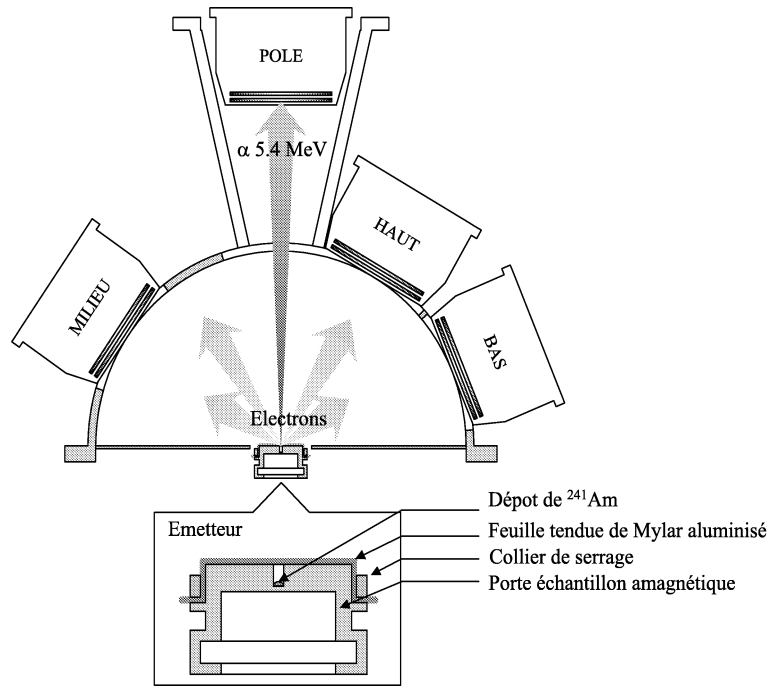 POLE
α 5.4 MeV
HAUT
MILIEU
BAS
Electrons
Dépot de ²⁴¹Am
Emetteur
Feuille tendue de Mylar aluminisé
Collier de serrage
Porte échantillon amagnétique